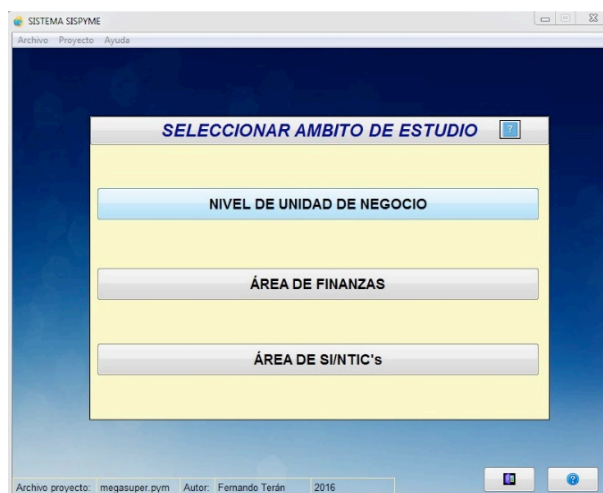 SISTEMA SISPYME
Archivo Proyecto Ayuda
SELECCIONAR AMBITO DE ESTUDIO ?
NIVEL DE UNIDAD DE NEGOCIO
ÁREA DE FINANZAS
ÁREA DE SI/NTIC's
Archivo proyecto: megasuper.pym Autor: Fernando Terán 2016 ?